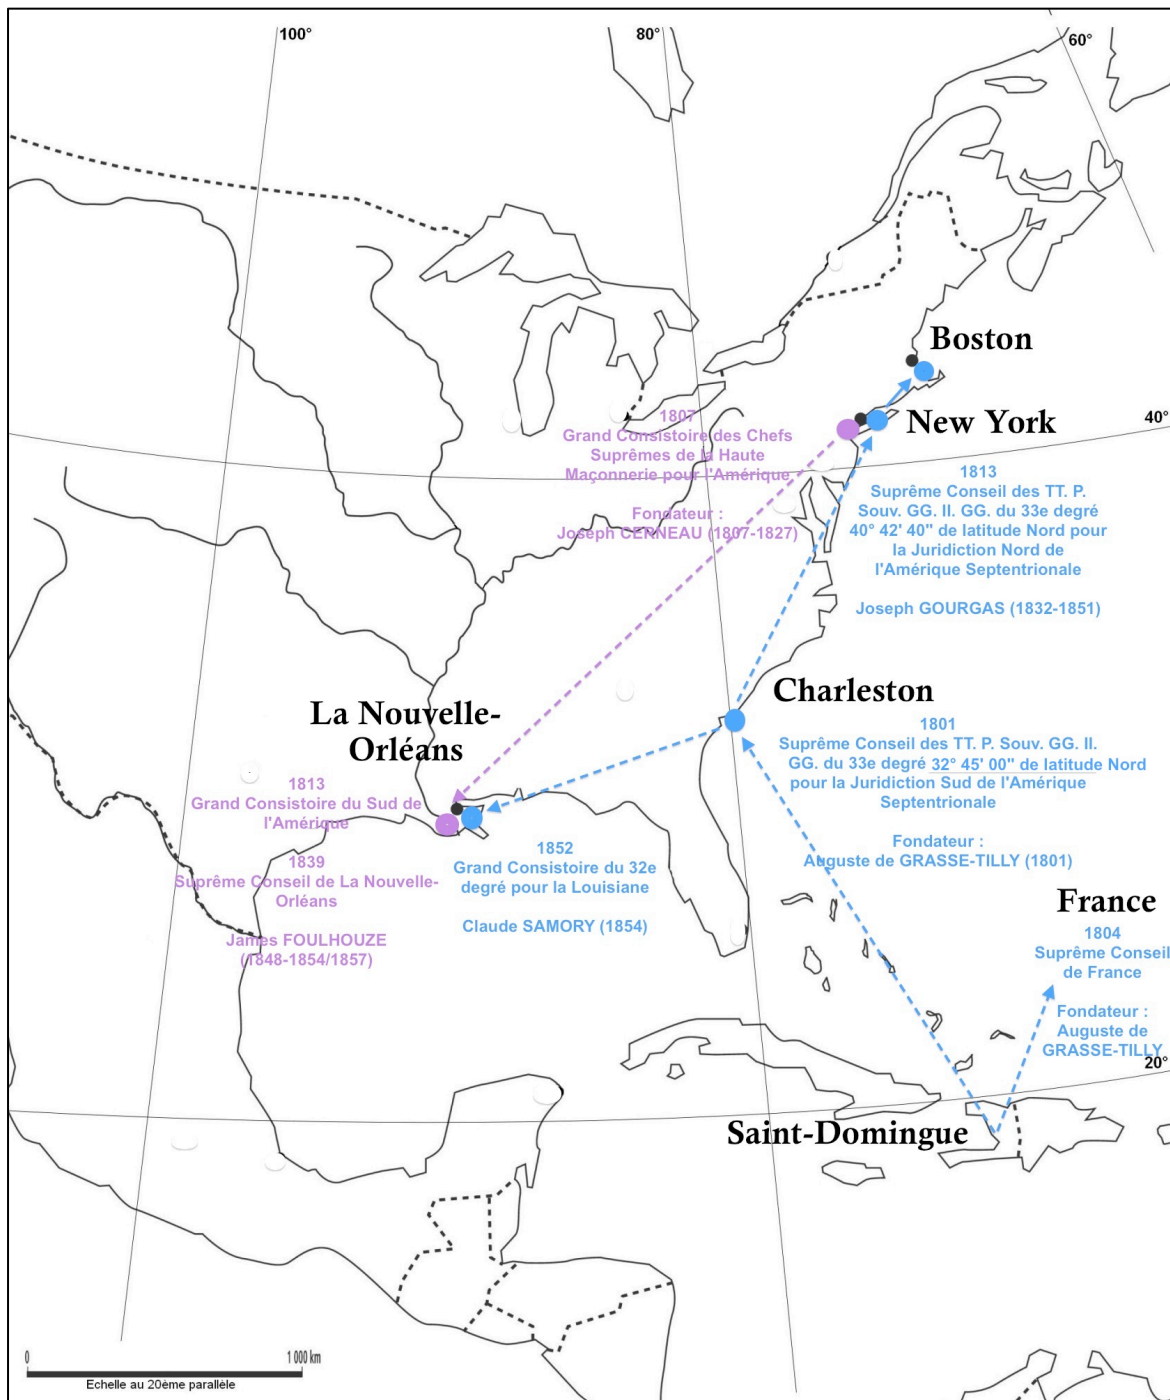 100°
80°
60°
Boston
40°
New York
1807
Grand Consistoire des Chefs
Suprêmes de la Haute
Maçonnerie pour l'Amérique
Fondateur :
Joseph CERNEAU (1807-1827)
1813
Suprême Conseil des TT. P.
Souv. GG. II. GG. du 33e degré
40° 42' 40" de latitude Nord pour
la Juridiction Nord de
l'Amérique Septentrionale
Joseph GOURGAS (1832-1851)
Charleston
1801
Suprême Conseil des TT. P. Souv. GG. II.
GG. du 33e degré 32° 45' 00" de latitude Nord
pour la Juridiction Sud de l'Amérique
Septentrionale
Fondateur :
Auguste de GRASSE-TILLY (1801)
La Nouvelle-
Orléans
1813
Grand Consistoire du Sud de
l'Amérique
1839
Suprême Conseil de La Nouvelle-
Orléans
James FOULHOUZE
(1848-1854/1857)
1852
Grand Consistoire du 32e
degré pour la Louisiane
Claude SAMORY (1854)
France
1804
Suprême Conseil
de France
Fondateur :
Auguste de
GRASSE-TILLY
20°
Saint-Domingue
0
1 000 km
Echelle au 20ème parallèle